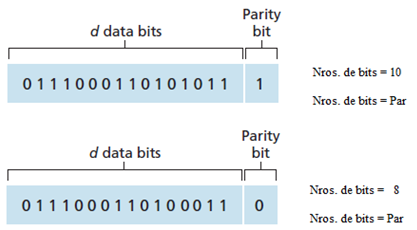 Parity
d data bits bit
0 1 1 1 0 0 0 1 1 0 1 0 1 0 1 1 1
Nros. de bits = 10
Nros. de bits = Par
Parity
d data bits bit
0 1 1 1 0 0 0 1 1 0 1 0 0 0 1 1 0
Nros. de bits = 8
Nros. de bits = Par